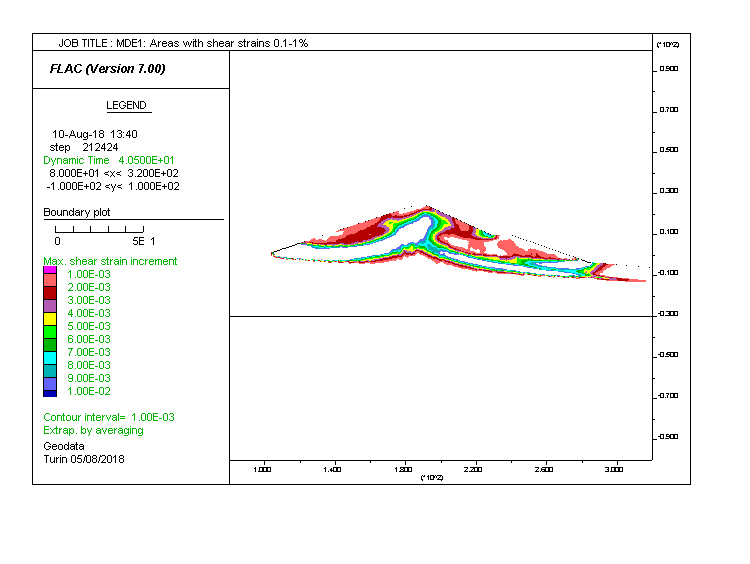 JOB TITLE : MDE1: Areas with shear strains 0.1-1%
(*10^2)
FLAC (Version 7.00)
LEGEND
10-Aug-18 13:40
step 212424
Dynamic Time 4.0500E+01
8.000E+01 <x< 3.200E+02
-1.000E+02 <y< 1.000E+02
Boundary plot
0 5E 1
Max. shear strain increment
1.00E-03
2.00E-03
3.00E-03
4.00E-03
5.00E-03
6.00E-03
7.00E-03
8.00E-03
9.00E-03
1.00E-02
Contour interval= 1.00E-03
Extrap. by averaging
Geodata
Turin 05/08/2018
0.900
0.700
0.500
0.300
0.100
-0.100
-0.300
-0.500
-0.700
-0.900
1.000 1.400 1.800 2.200 2.600 3.000
(*10^2)